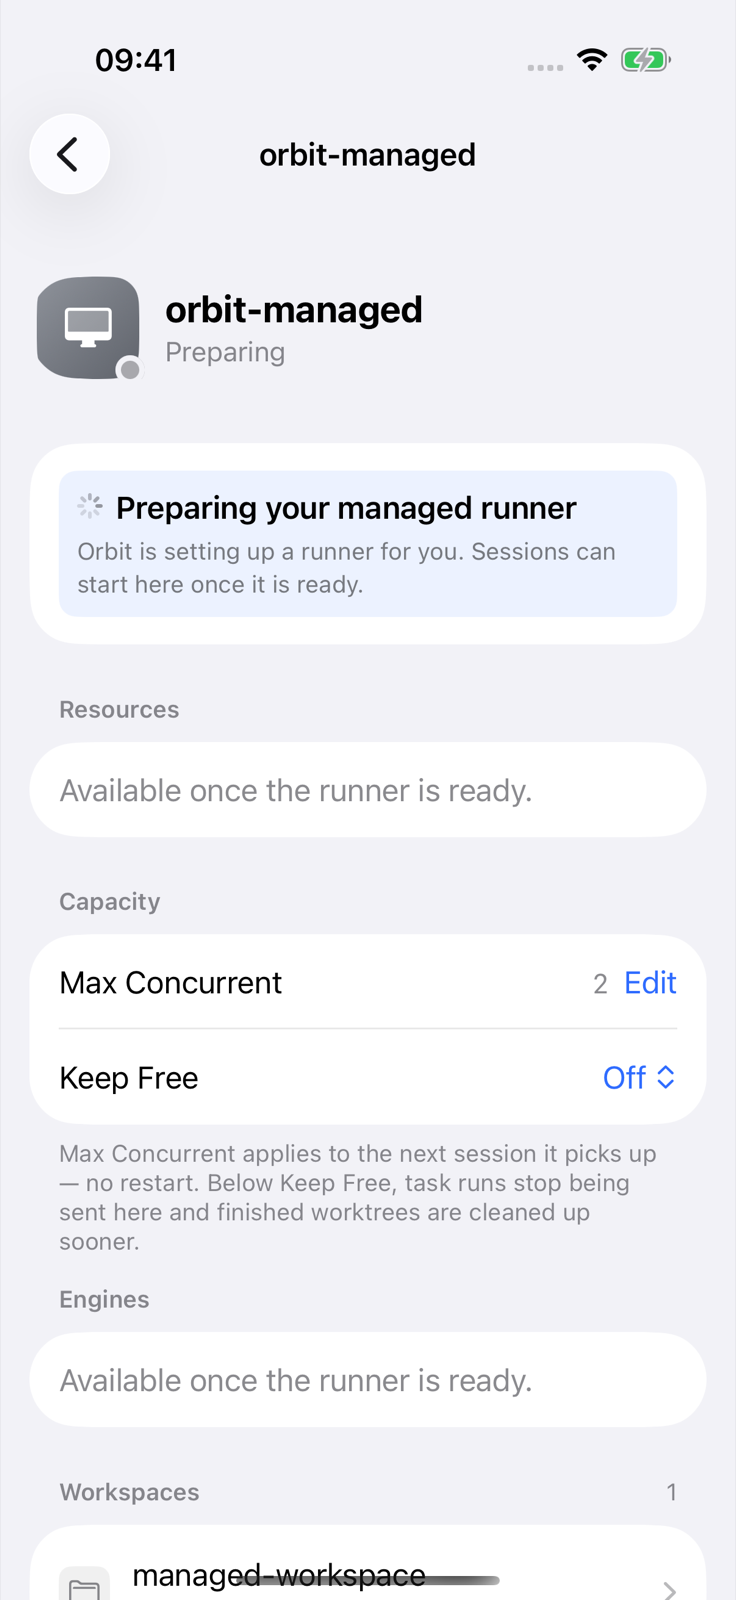 09:41
orbit-managed
orbit-managed
Preparing
Preparing your managed runner
Orbit is setting up a runner for you. Sessions can
start here once it is ready.
Resources
Available once the runner is ready.
Capacity
Max Concurrent 2 Edit
Keep Free Off
Max Concurrent applies to the next session it picks up
— no restart. Below Keep Free, task runs stop being
sent here and finished worktrees are cleaned up
sooner.
Engines
Available once the runner is ready.
Workspaces 1
managed-workspace